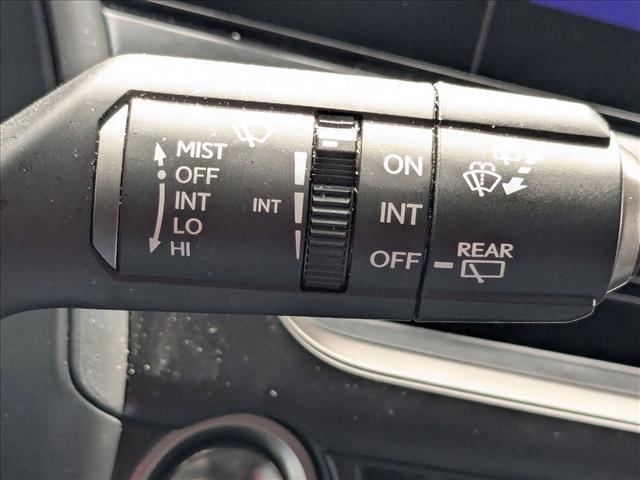 MIST
OFF
INT
LO
HI
INT
ON
INT
OFF
REAR